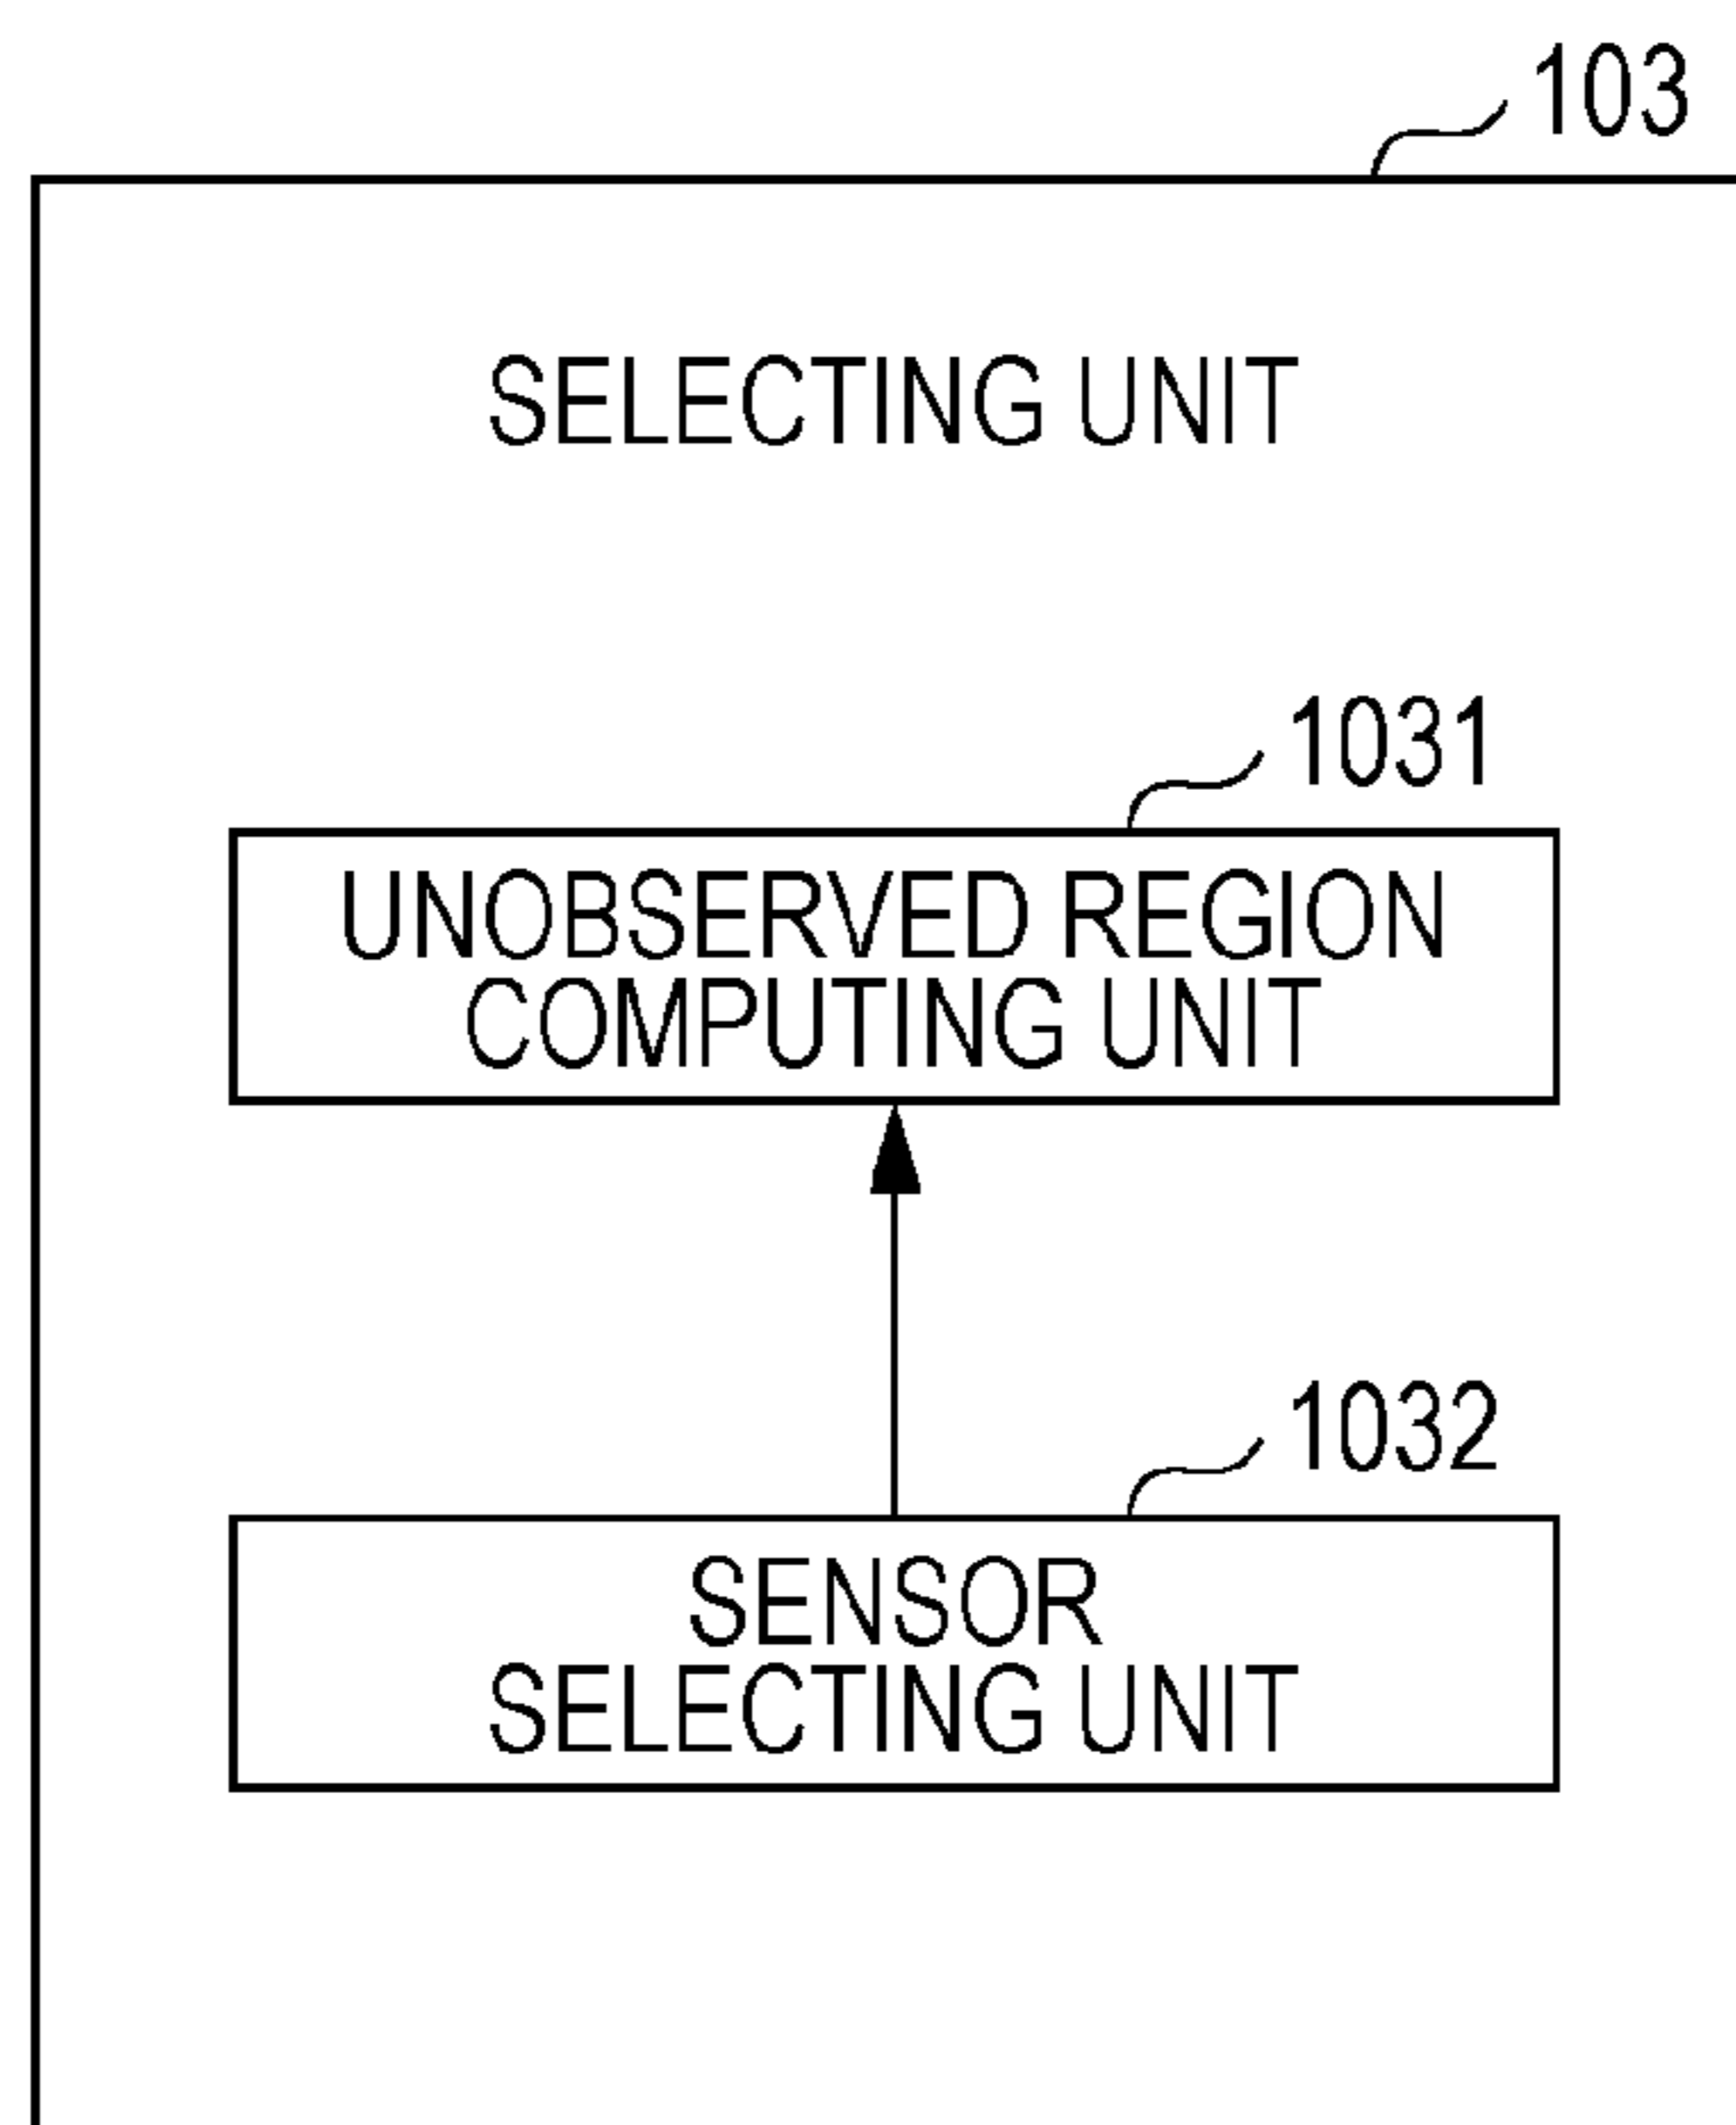 103
SELECTING UNIT
1031
UNOBSERVED REGION
COMPUTING UNIT
1032
SENSOR
SELECTING UNIT